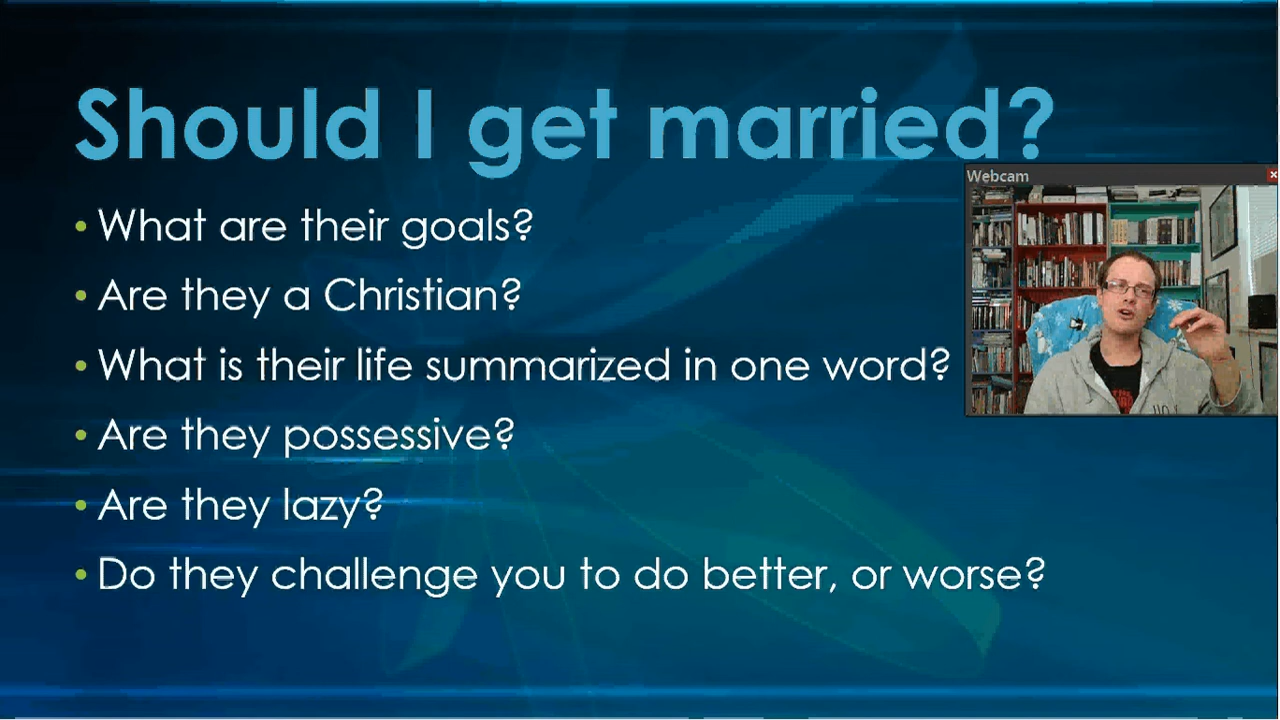 Should I get married?
• What are their goals?
• Are they a Christian?
• What is their life summarized in one word?
• Are they possessive?
• Are they lazy?
• Do they challenge you to do better, or worse?
Webcam